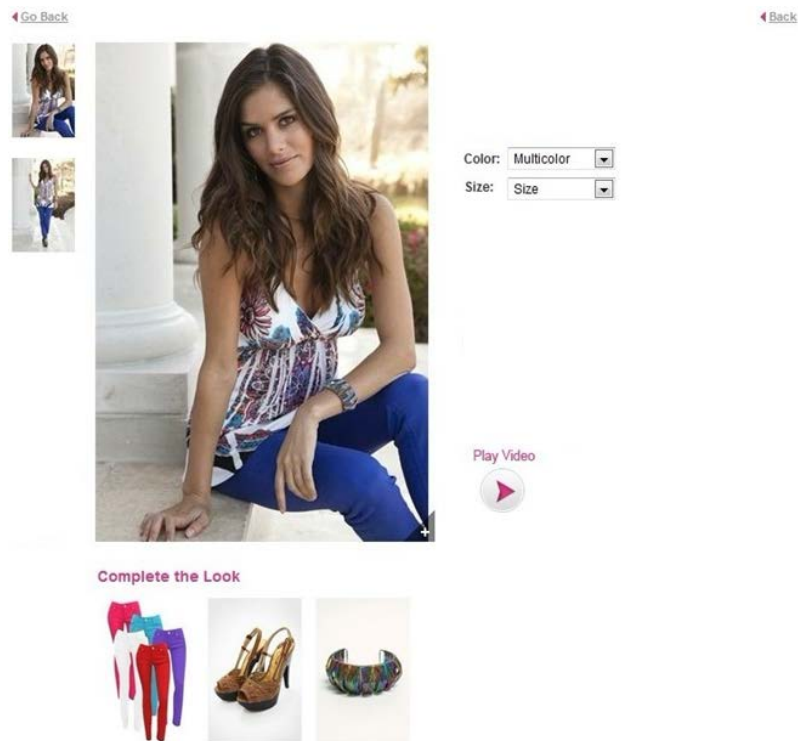 Go Back
Back
Color: Multicolor
Size: Size
Play Video
Complete the Look